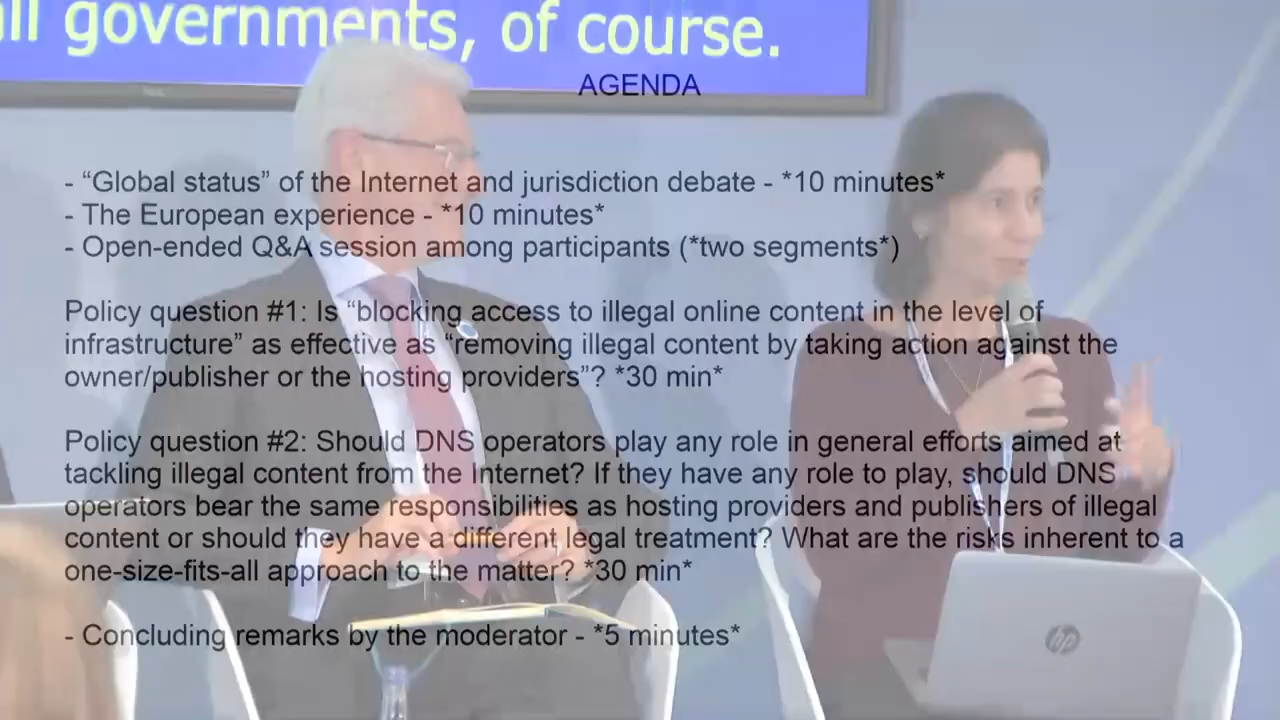 all governments, of course.
AGENDA
- “Global status” of the Internet and jurisdiction debate - *10 minutes*
- The European experience - *10 minutes*
- Open-ended Q&A session among participants (*two segments*)
Policy question #1: Is “blocking access to illegal online content in the level of
infrastructure” as effective as “removing illegal content by taking action against the
owner/publisher or the hosting providers”? *30 min*
Policy question #2: Should DNS operators play any role in general efforts aimed at
tackling illegal content from the Internet? If they have any role to play, should DNS
operators bear the same responsibilities as hosting providers and publishers of illegal
content or should they have a different legal treatment? What are the risks inherent to a
one-size-fits-all approach to the matter? *30 min*
- Concluding remarks by the moderator - *5 minutes*
hp